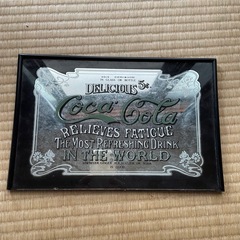 DELICIOUS 5¢
Coca-Cola
RELIEVES FATIGUE
THE MOST REFRESHING DRINK
IN THE WORLD